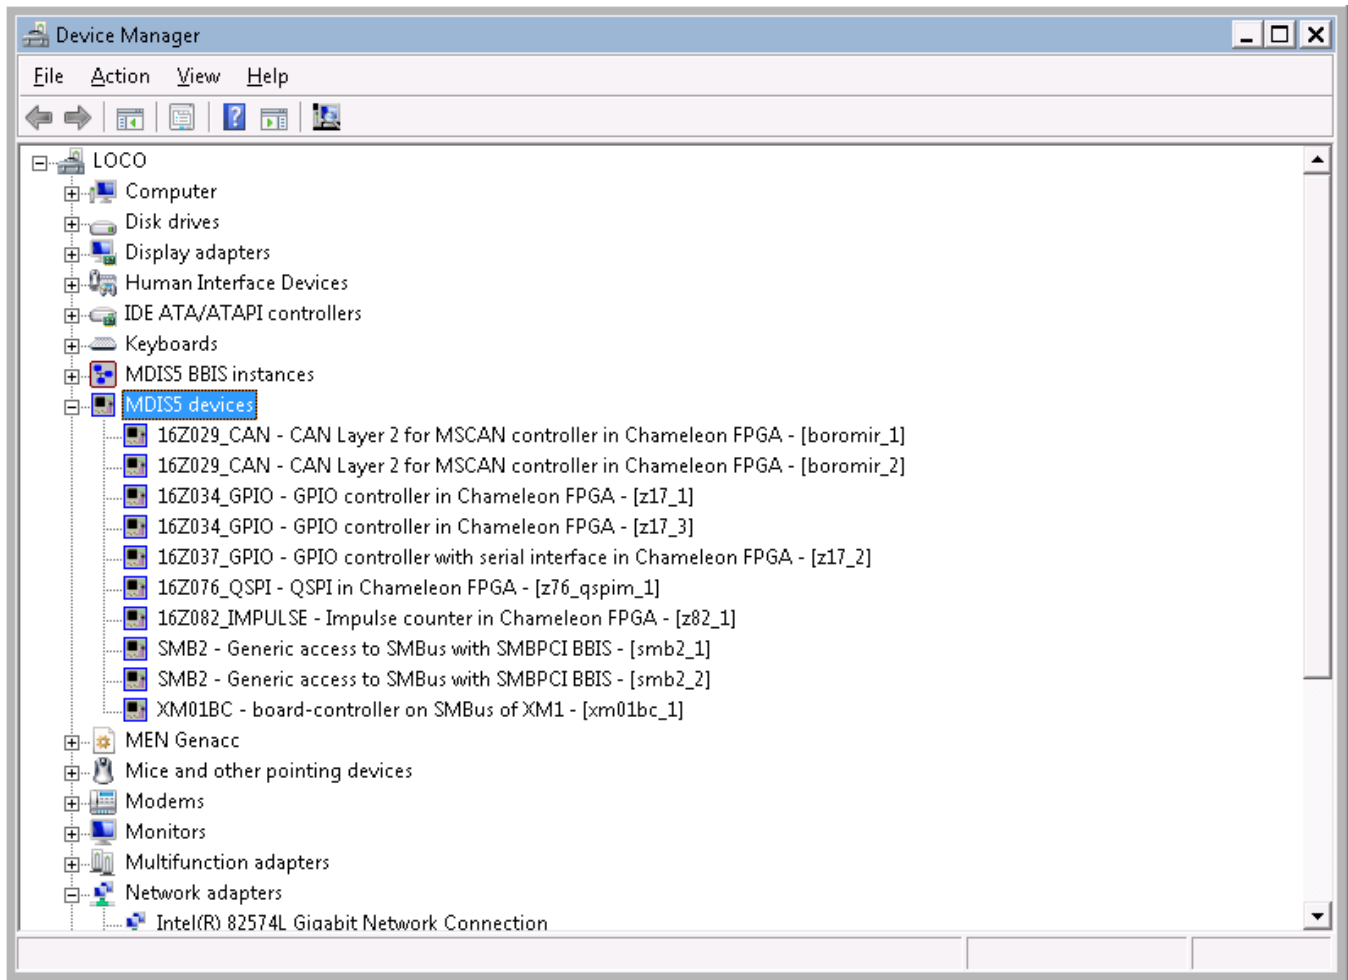 Device Manager
File Action View Help
LOCO
Computer
Disk drives
Display adapters
Human Interface Devices
IDE ATA/ATAPI controllers
Keyboards
MDIS5 BBIS instances
MDIS5 devices
16Z029_CAN - CAN Layer 2 for MSCAN controller in Chameleon FPGA - [boromir_1]
16Z029_CAN - CAN Layer 2 for MSCAN controller in Chameleon FPGA - [boromir_2]
16Z034_GPIO - GPIO controller in Chameleon FPGA - [z17_1]
16Z034_GPIO - GPIO controller in Chameleon FPGA - [z17_3]
16Z037_GPIO - GPIO controller with serial interface in Chameleon FPGA - [z17_2]
16Z076_QSPI - QSPI in Chameleon FPGA - [z76_qspim_1]
16Z082_IMPULSE - Impulse counter in Chameleon FPGA - [z82_1]
SMB2 - Generic access to SMBus with SMBPCI BBIS - [smb2_1]
SMB2 - Generic access to SMBus with SMBPCI BBIS - [smb2_2]
XM01BC - board-controller on SMBus of XM1 - [xm01bc_1]
MEN Genacc
Mice and other pointing devices
Modems
Monitors
Multifunction adapters
Network adapters
Intel(R) 82574L Gigabit Network Connection